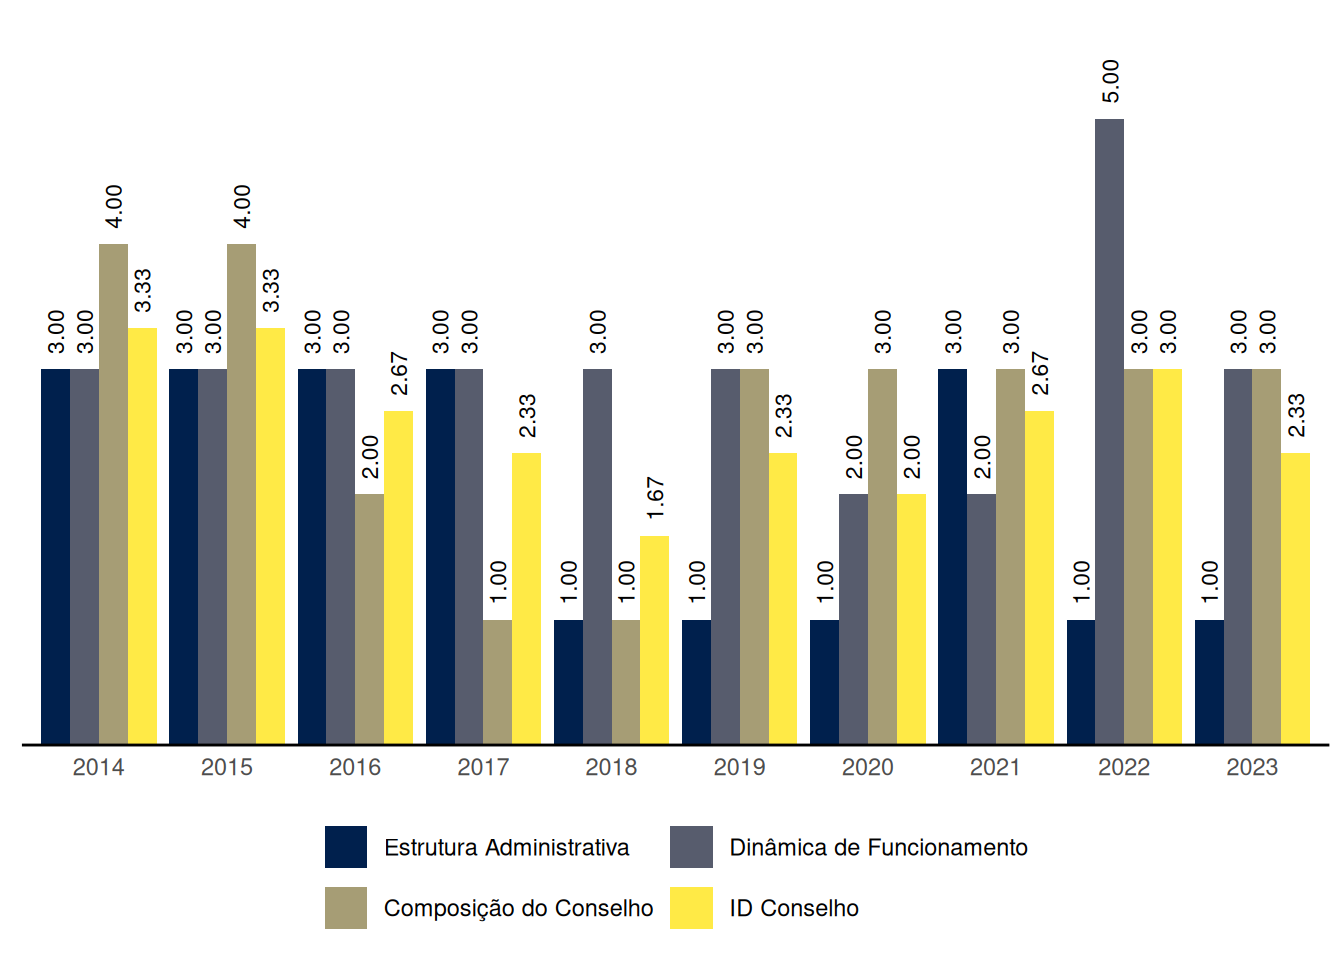 5.00
4.00 4.00
3.33 3.33
3.00 3.00 3.00 3.00 3.00 3.00 3.00 3.00 3.00 3.00 3.00 3.00 3.00 3.00 3.00 3.00 3.00 3.00
2.67 2.67
2.33 2.33 2.33
2.00 2.00 2.00 2.00
1.67
1.00 1.00 1.00 1.00 1.00 1.00 1.00
2014 2015 2016 2017 2018 2019 2020 2021 2022 2023
Estrutura Administrativa Dinâmica de Funcionamento
Composição do Conselho ID Conselho